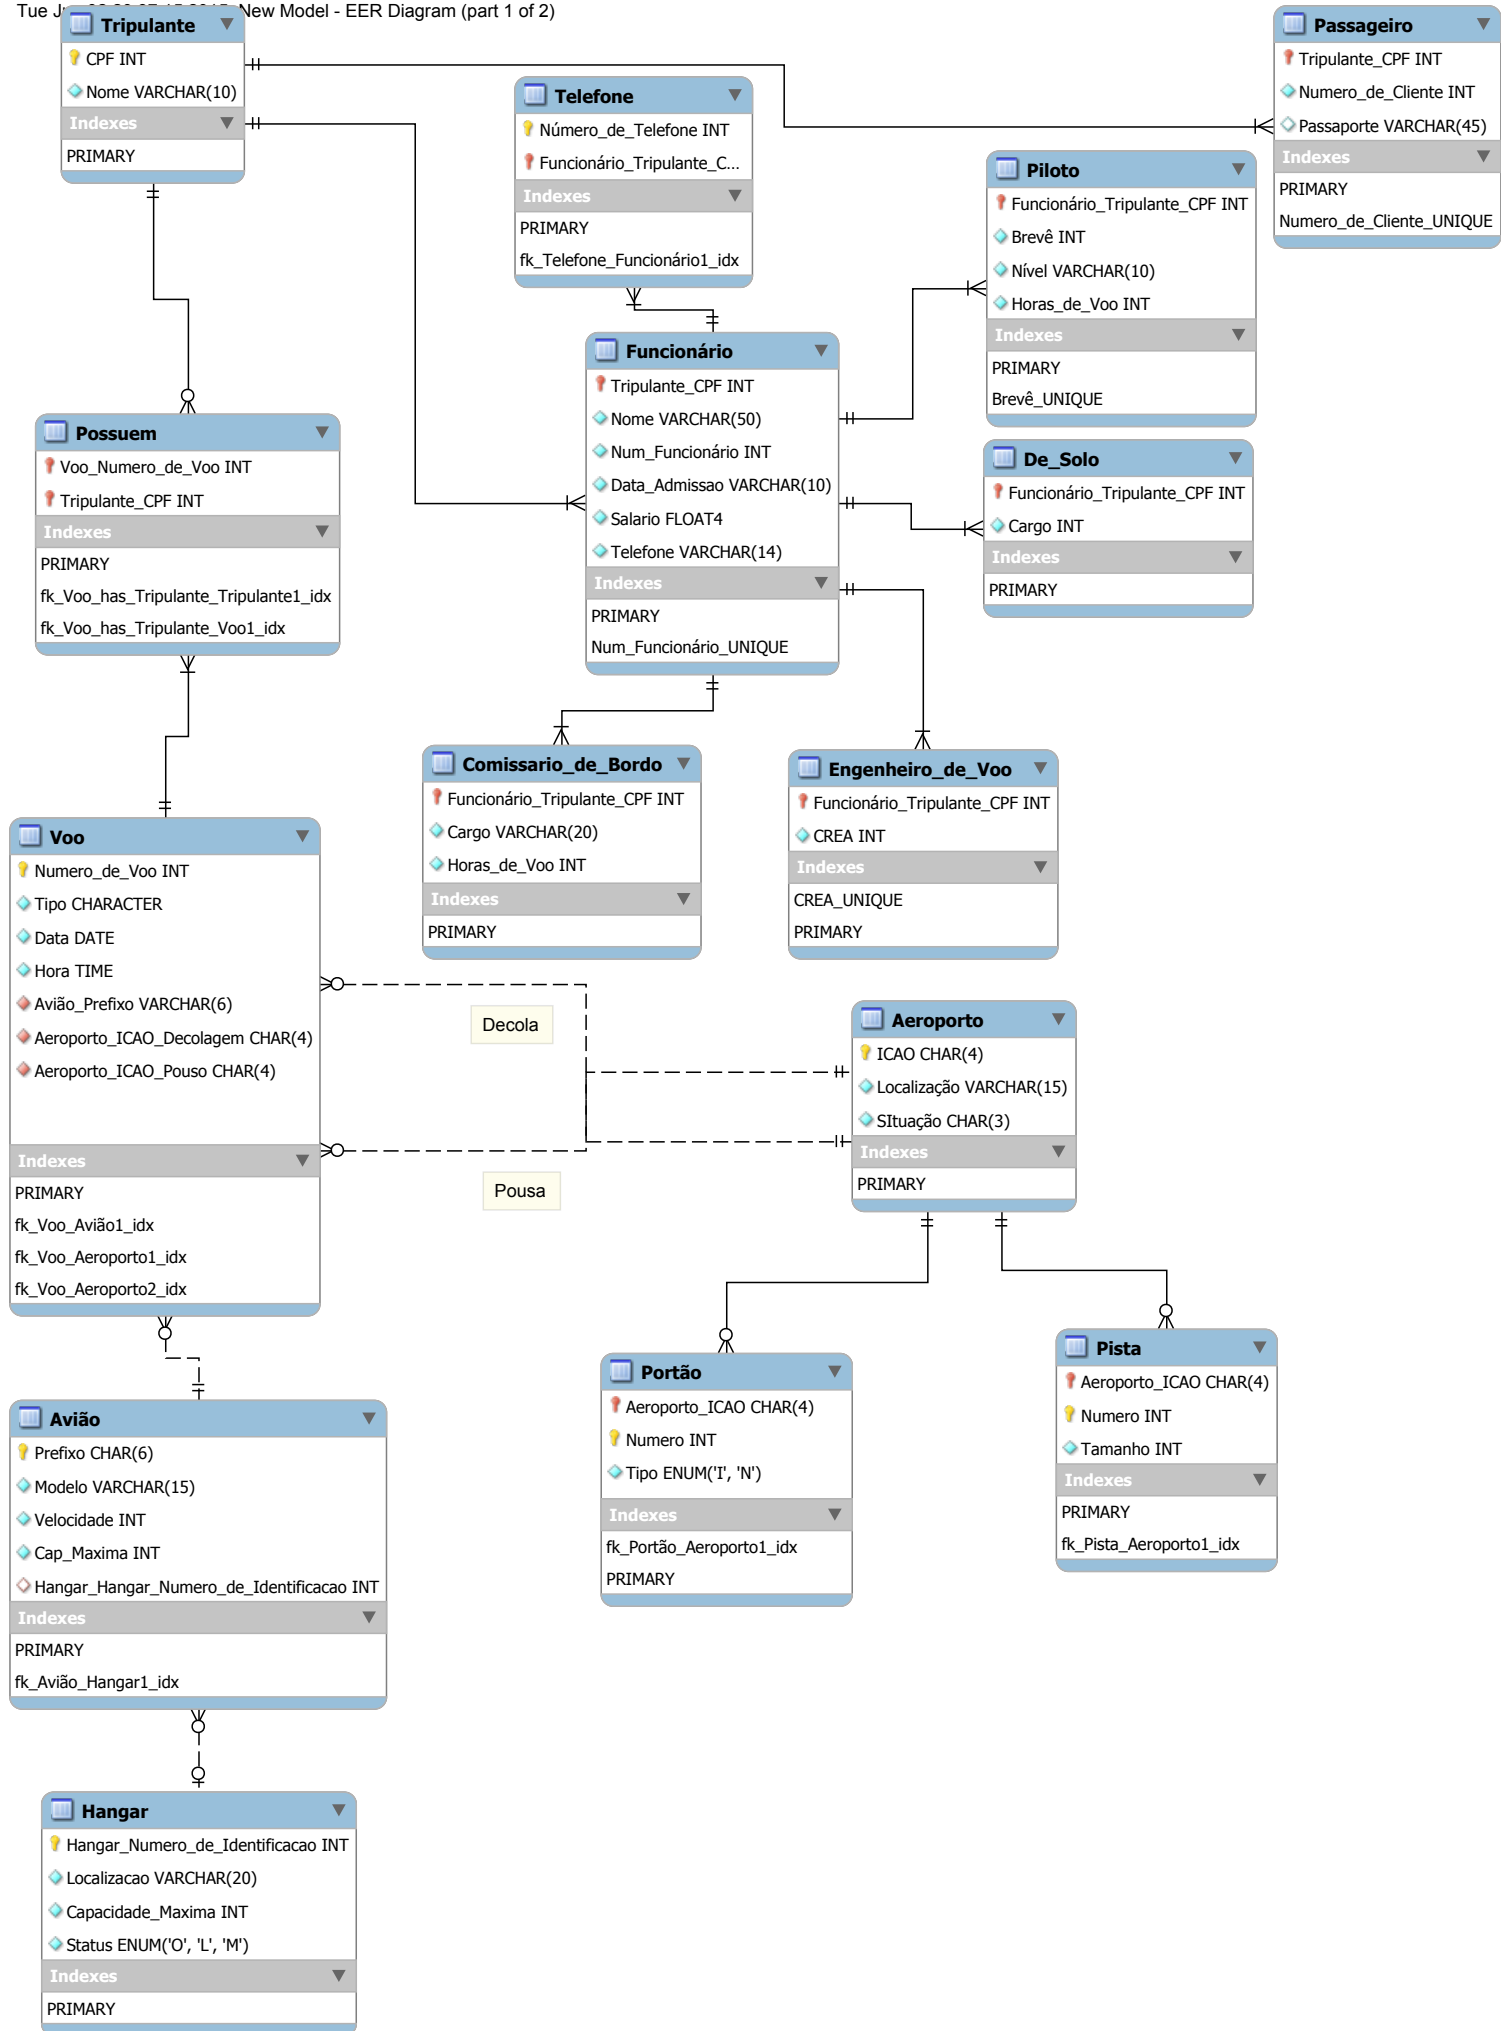 Tue J
New Model - EER Diagram (part 1 of 2)
Tripulante
CPF INT
Nome VARCHAR(10)
Indexes
PRIMARY
Telefone
Número_de_Telefone INT
Funcionário_Tripulante_C...
Indexes
PRIMARY
fk_Telefone_Funcionário1_idx
Passageiro
Tripulante_CPF INT
Numero_de_Cliente INT
Passaporte VARCHAR(45)
Indexes
PRIMARY
Numero_de_Cliente_UNIQUE
Piloto
Funcionário_Tripulante_CPF INT
Brevê INT
Nível VARCHAR(10)
Horas_de_Voo INT
Indexes
PRIMARY
Brevê_UNIQUE
Funcionário
Tripulante_CPF INT
Nome VARCHAR(50)
Num_Funcionário INT
Data_Admissao VARCHAR(10)
Salario FLOAT4
Telefone VARCHAR(14)
Indexes
PRIMARY
Num_Funcionário_UNIQUE
Possuem
Voo_Numero_de_Voo INT
Tripulante_CPF INT
Indexes
PRIMARY
fk_Voo_has_Tripulante_Tripulante1_idx
fk_Voo_has_Tripulante_Voo1_idx
De_Solo
Funcionário_Tripulante_CPF INT
Cargo INT
Indexes
PRIMARY
Comissario_de_Bordo
Funcionário_Tripulante_CPF INT
Cargo VARCHAR(20)
Horas_de_Voo INT
Indexes
PRIMARY
Engenheiro_de_Voo
Funcionário_Tripulante_CPF INT
CREA INT
Indexes
CREA_UNIQUE
PRIMARY
Voo
Numero_de_Voo INT
Tipo CHARACTER
Data DATE
Hora TIME
Avião_Prefixo VARCHAR(6)
Aeroporto_ICAO_Decolagem CHAR(4)
Aeroporto_ICAO_Pouso CHAR(4)
Indexes
PRIMARY
fk_Voo_Avião1_idx
fk_Voo_Aeroporto1_idx
fk_Voo_Aeroporto2_idx
Decola
Pousa
Aeroporto
ICAO CHAR(4)
Localização VARCHAR(15)
SItuação CHAR(3)
Indexes
PRIMARY
Portão
Aeroporto_ICAO CHAR(4)
Numero INT
Tipo ENUM('I', 'N')
Indexes
fk_Portão_Aeroporto1_idx
PRIMARY
Pista
Aeroporto_ICAO CHAR(4)
Numero INT
Tamanho INT
Indexes
PRIMARY
fk_Pista_Aeroporto1_idx
Avião
Prefixo CHAR(6)
Modelo VARCHAR(15)
Velocidade INT
Cap_Maxima INT
Hangar_Hangar_Numero_de_Identificacao INT
Indexes
PRIMARY
fk_Avião_Hangar1_idx
Hangar
Hangar_Numero_de_Identificacao INT
Localizacao VARCHAR(20)
Capacidade_Maxima INT
Status ENUM('O', 'L', 'M')
Indexes
PRIMARY